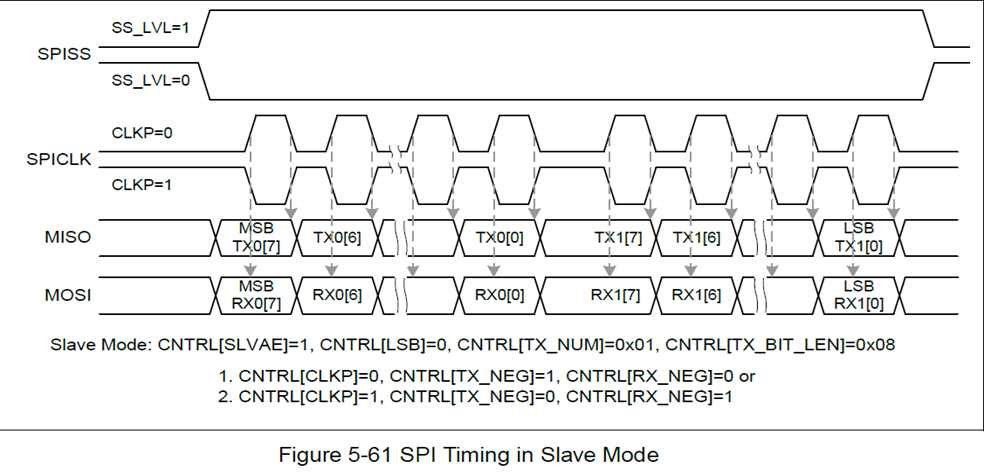 SS_LVL=1
SPISS
SS_LVL=0
CLKP=0
SPICLK
CLKP=1
MISO MSB TX0[7] TX0[6] TX0[0] TX1[7] TX1[6] LSB TX1[0]
MOSI MSB RX0[7] RX0[6] RX0[0] RX1[7] RX1[6] LSB RX1[0]
Slave Mode: CNTRL[SLVAE]=1, CNTRL[LSB]=0, CNTRL[TX_NUM]=0x01, CNTRL[TX_BIT_LEN]=0x08
1. CNTRL[CLKP]=0, CNTRL[TX_NEG]=1, CNTRL[RX_NEG]=0 or
2. CNTRL[CLKP]=1, CNTRL[TX_NEG]=0, CNTRL[RX_NEG]=1
Figure 5-61 SPI Timing in Slave Mode